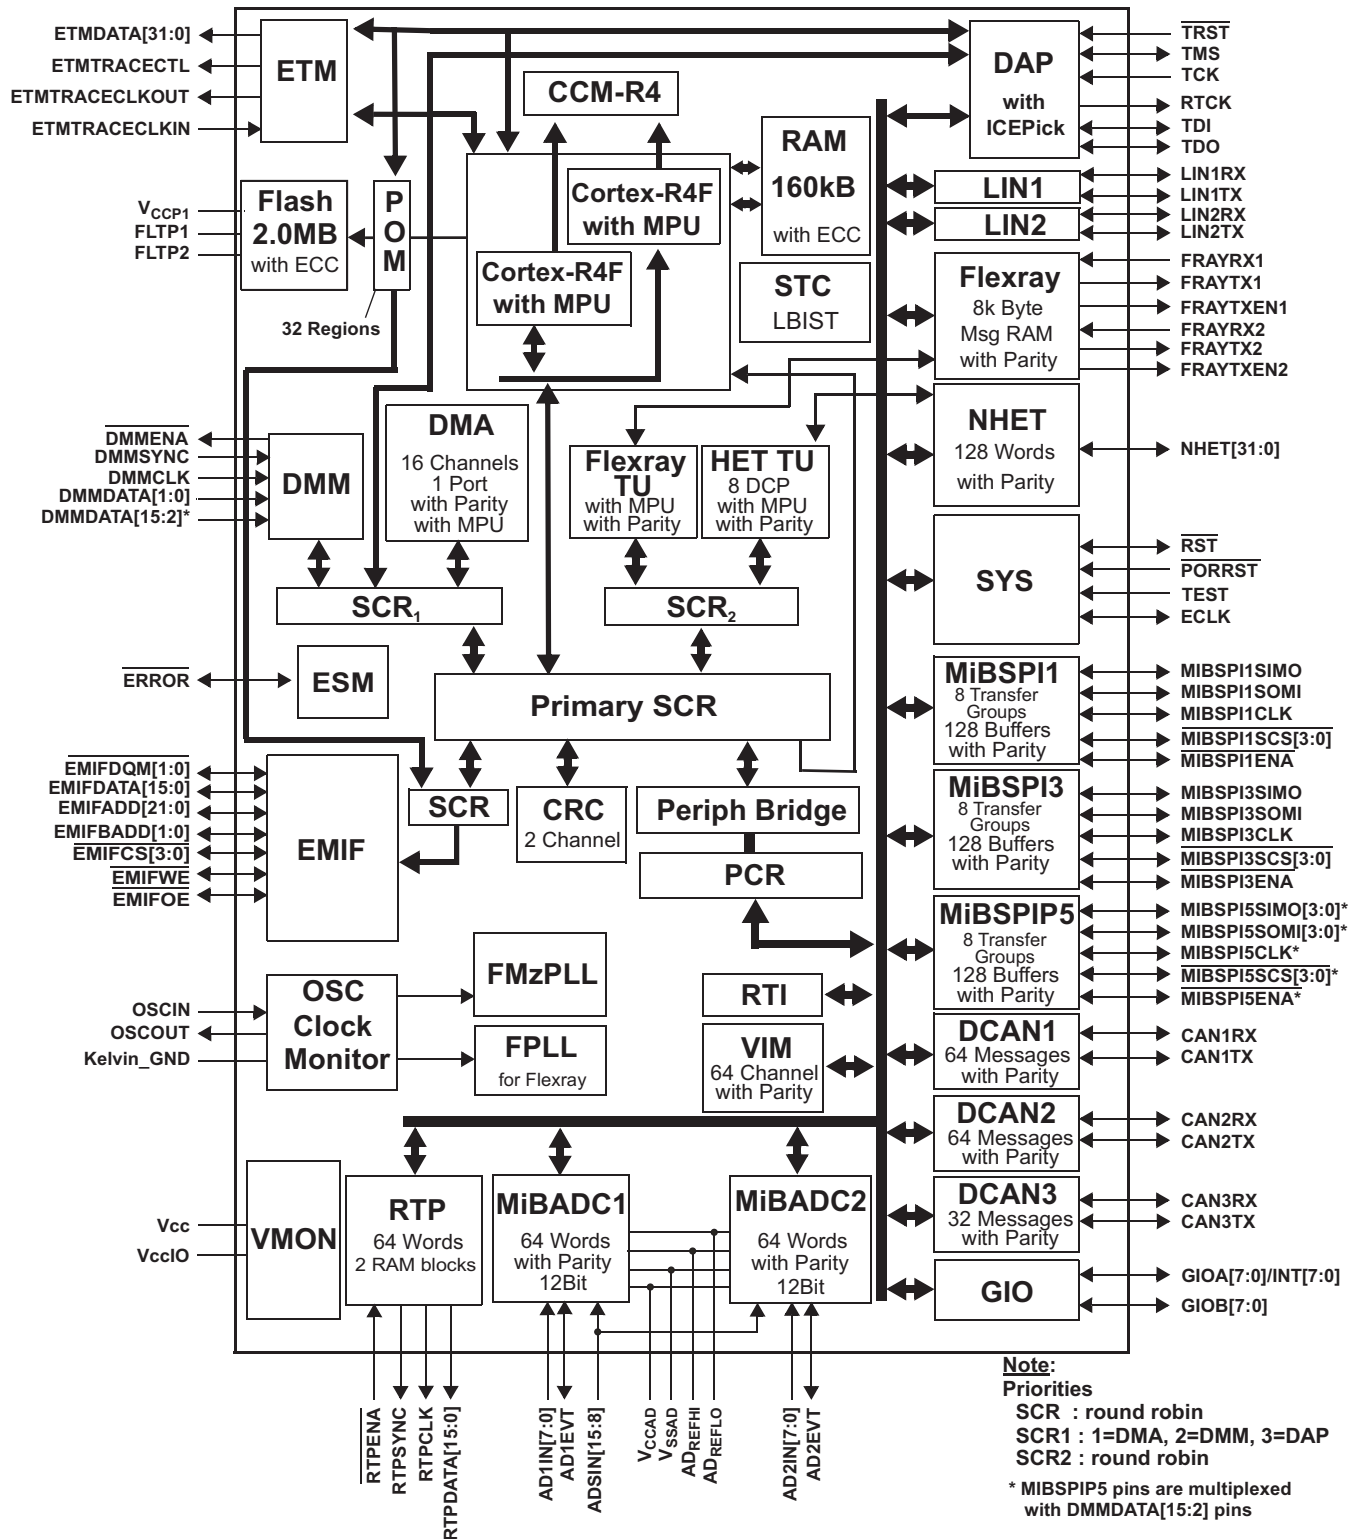 ETMDATA[31:0]
ETMTRACECTL
ETMTRACECLKOUT
ETMTRACECLKIN
ETM
CCM-R4
DAP
with
ICEPick
TRST
TMS
TCK
RTCK
TDI
TDO
VCCP1
FLTP1
FLTP2
Flash
2.0MB
with ECC
P
O
M
32 Regions
Cortex-R4F
with MPU
Cortex-R4F
with MPU
RAM
160kB
with ECC
STC
LBIST
LIN1
LIN2
LIN1RX
LIN1TX
LIN2RX
LIN2TX
Flexray
8k Byte
Msg RAM
with Parity
FRAYRX1
FRAYTX1
FRAYTXEN1
FRAYRX2
FRAYTX2
FRAYTXEN2
DMMENA
DMMSYNC
DMMCLK
DMMDATA[1:0]
DMMDATA[15:2]*
DMM
DMA
16 Channels
1 Port
with Parity
with MPU
Flexray
TU
with MPU
with Parity
HET TU
8 DCP
with MPU
with Parity
NHET
128 Words
with Parity
NHET[31:0]
SCR1
SCR2
SYS
RST
PORRST
TEST
ECLK
ERROR
ESM
Primary SCR
MiBSPI1
8 Transfer
Groups
128 Buffers
with Parity
MIBSPI1SIMO
MIBSPI1SOMI
MIBSPI1CLK
MIBSPI1SCS[3:0]
MIBSPI1ENA
EMIFDQM[1:0]
EMIFDATA[15:0]
EMIFADD[21:0]
EMIFBADD[1:0]
EMIFCS[3:0]
EMIFWE
EMIFOE
EMIF
SCR
CRC
2 Channel
Periph Bridge
PCR
MiBSPI3
8 Transfer
Groups
128 Buffers
with Parity
MIBSPI3SIMO
MIBSPI3SOMI
MIBSPI3CLK
MIBSPI3SCS[3:0]
MIBSPI3ENA
MiBSPIP5
8 Transfer
Groups
128 Buffers
with Parity
MIBSPI5SIMO[3:0]*
MIBSPI5SOMI[3:0]*
MIBSPI5CLK*
MIBSPI5SCS[3:0]*
MIBSPI5ENA*
OSCIN
OSCOUT
Kelvin_GND
OSC
Clock
Monitor
FMzPLL
FPLL
for Flexray
RTI
VIM
64 Channel
with Parity
DCAN1
64 Messages
with Parity
CAN1RX
CAN1TX
DCAN2
64 Messages
with Parity
CAN2RX
CAN2TX
DCAN3
32 Messages
with Parity
CAN3RX
CAN3TX
Vcc
VccIO
VMON
RTP
64 Words
2 RAM blocks
MiBADC1
64 Words
with Parity
12Bit
MiBADC2
64 Words
with Parity
12Bit
GIO
GIOA[7:0]/INT[7:0]
GIOB[7:0]
RTPENA
RTPSYNC
RTPCLK
RTPDATA[15:0]
AD1IN[7:0]
AD1EVT
ADSIN[15:8]
VCCAD
VSSAD
ADREFHI
ADREFLO
AD2IN[7:0]
AD2EVT
Note:
Priorities
SCR : round robin
SCR1 : 1=DMA, 2=DMM, 3=DAP
SCR2 : round robin
* MIBSPIP5 pins are multiplexed
with DMMDATA[15:2] pins